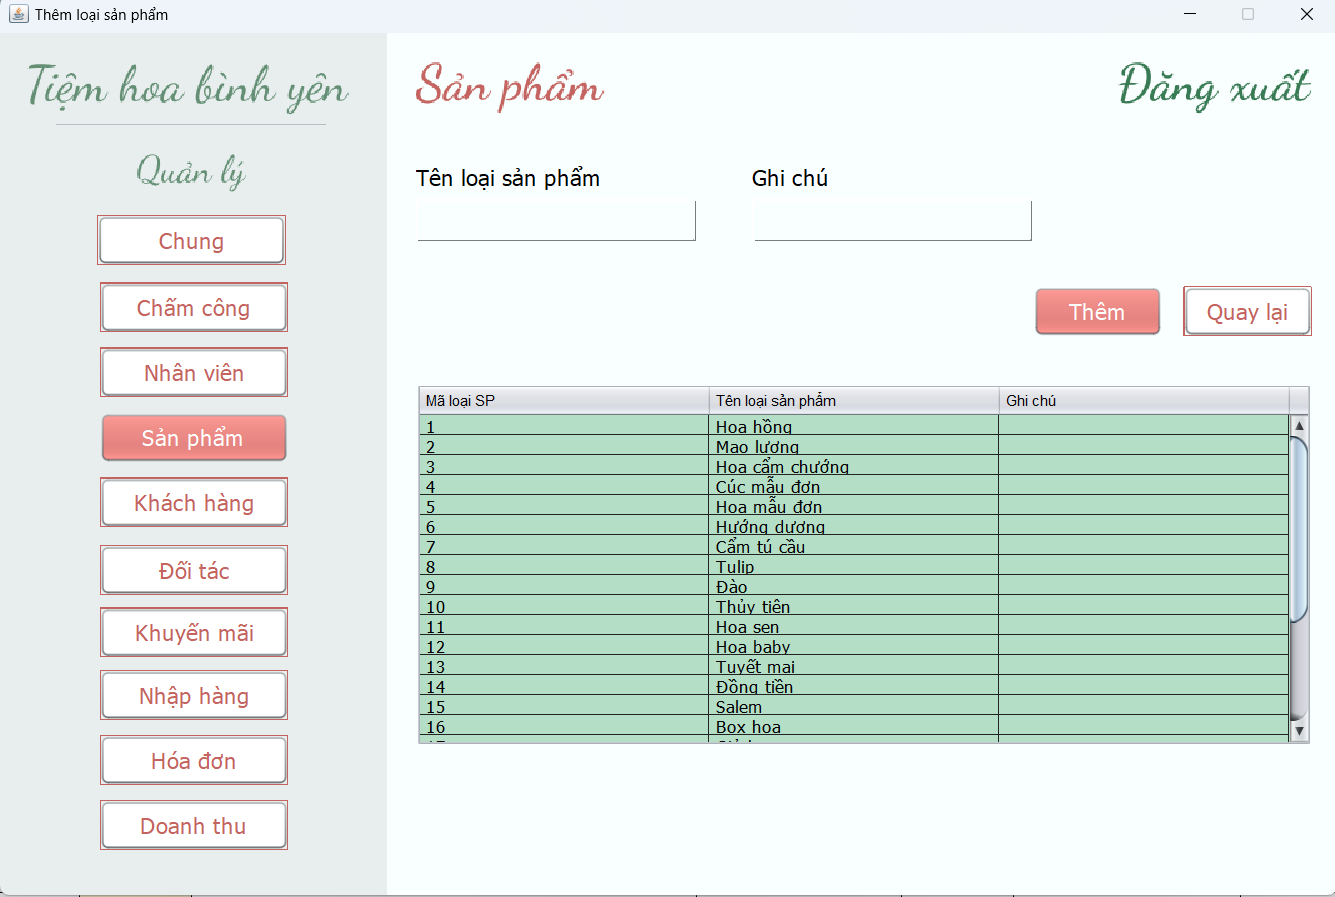 Thêm loại sản phẩm
Tiệm hoa bình yên
Quản lý
Chung
Chấm công
Nhân viên
Sản phẩm
Khách hàng
Đối tác
Khuyến mãi
Nhập hàng
Hóa đơn
Doanh thu
Sản phẩm
Đăng xuất
Tên loại sản phẩm Ghi chú
Thêm Quay lại
Mã loại SP Tên loại sản phẩm Ghi chú
1 Hoa hồng
2 Mao lương
3 Hoa cẩm chướng
4 Cúc mẫu đơn
5 Hoa mẫu đơn
6 Hướng dương
7 Cẩm tú cầu
8 Tulip
9 Đào
10 Thủy tiên
11 Hoa sen
12 Hoa baby
13 Tuyết mai
14 Đồng tiền
15 Salem
16 Box hoa